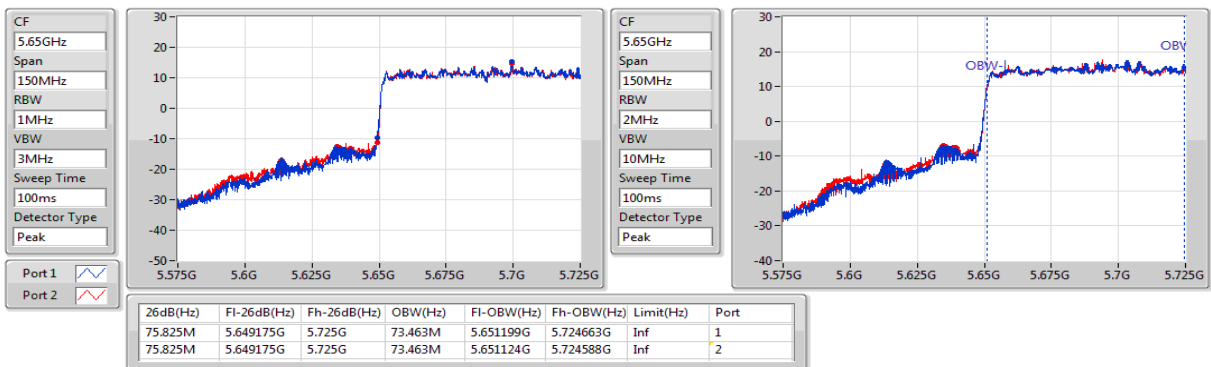 CF
5.65GHz
Span
150MHz
RBW
1MHz
VBW
3MHz
Sweep Time
100ms
Detector Type
Peak
Port 1
Port 2
30
20
10
0
-10
-20
-30
-40
-50
5.575G 5.6G 5.625G 5.65G 5.675G 5.7G 5.725G
CF
5.65GHz
Span
150MHz
RBW
2MHz
VBW
10MHz
Sweep Time
100ms
Detector Type
Peak
30
20
10
0
-10
-20
-30
-40
OBW-l
OBW
5.575G 5.6G 5.625G 5.65G 5.675G 5.7G 5.725G
26dB(Hz) Fl-26dB(Hz) Fh-26dB(Hz) OBW(Hz) Fl-OBW(Hz) Fh-OBW(Hz) Limit(Hz) Port
75.825M 5.649175G 5.725G 73.463M 5.651199G 5.724663G Inf 1
75.825M 5.649175G 5.725G 73.463M 5.651124G 5.724588G Inf 2